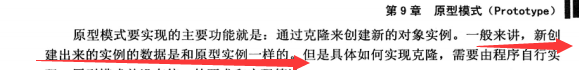 第 9 章 原型模式（Prototype）
原型模式要实现的主要功能就是：通过克隆来创建新的对象实例。一般来讲，新创
建出来的实例的数据是和原型实例一样的。但是具体如何实现克隆，需要由程序自行实